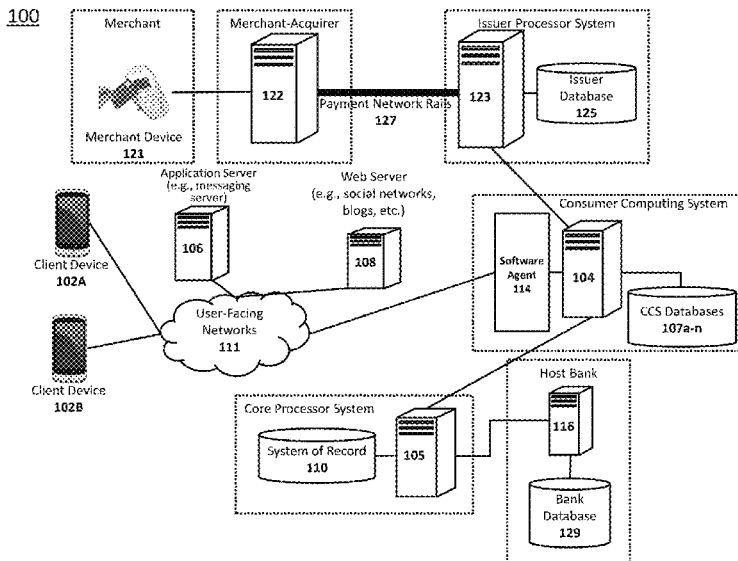 100
Merchant
Merchant Device
121
Merchant-Acquirer
122
Payment Network Rails
127
Issuer Processor System
123
Issuer
Database
125
Client Device
102A
Client Device
102B
Application Server
(e.g., messaging
server)
106
Web Server
(e.g., social networks,
blogs, etc.)
108
User-Facing
Networks
111
Consumer Computing System
Software
Agent
114
104
CCS Databases
107a-n
Core Processor System
System of Record
110
105
Host Bank
116
Bank
Database
129